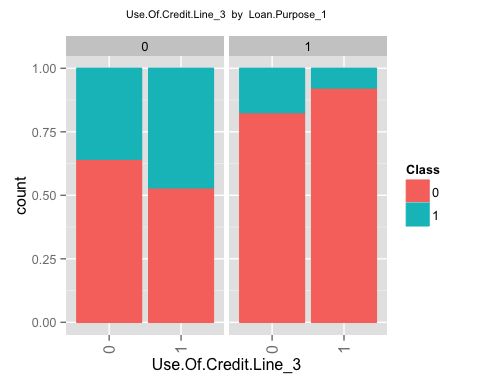 Use.Of.Credit.Line_3 by Loan.Purpose_1
0 1
1.00
0.75
0.50
0.25
0.00
count
0 1 0 1
Use.Of.Credit.Line_3
Class
0
1